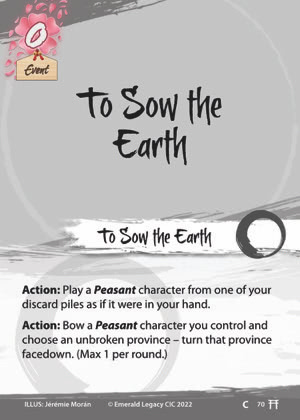 0
Event
To Sow the
Earth
To Sow the Earth
Action: Play a Peasant character from one of your
discard piles as if it were in your hand.
Action: Bow a Peasant character you control and
choose an unbroken province – turn that province
facedown. (Max 1 per round.)
ILLUS: Jérémie Morán © Emerald Legacy CIC 2022 C 70